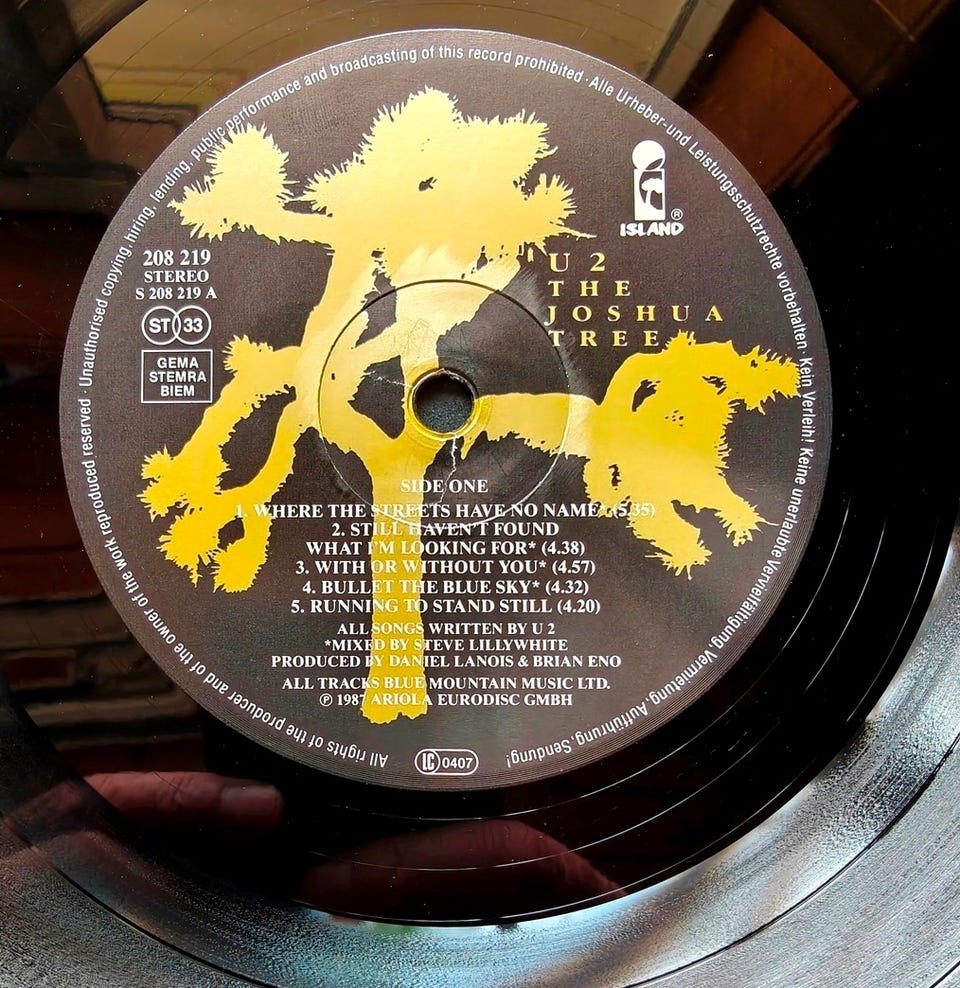 Unauthorised copying, hiring, lending, public performance and broadcasting of this record prohibited · Alle Urheber-und Leistungsschutzrechte vorbehalten · Kein Verleih! Keine unerlaubte Vervielfältigung, Vermietung, Aufführung, Sendung!
ISLAND ®
208 219
STEREO
S 208 219 A
ST 33
GEMA
STEMRA
BIEM
U 2
THE
JOSHUA
TREE
SIDE ONE
1. WHERE THE STREETS HAVE NO NAME* (5.35)
2. STILL HAVEN'T FOUND
WHAT I'M LOOKING FOR* (4.38)
3. WITH OR WITHOUT YOU* (4.57)
4. BULLET THE BLUE SKY* (4.32)
5. RUNNING TO STAND STILL (4.20)
ALL SONGS WRITTEN BY U 2
*MIXED BY STEVE LILLYWHITE
PRODUCED BY DANIEL LANOIS & BRIAN ENO
ALL TRACKS BLUE MOUNTAIN MUSIC LTD.
℗ 1987 ARIOLA EURODISC GMBH
LC 0407
All rights of the producer and of the owner of the work reproduced reserved ·